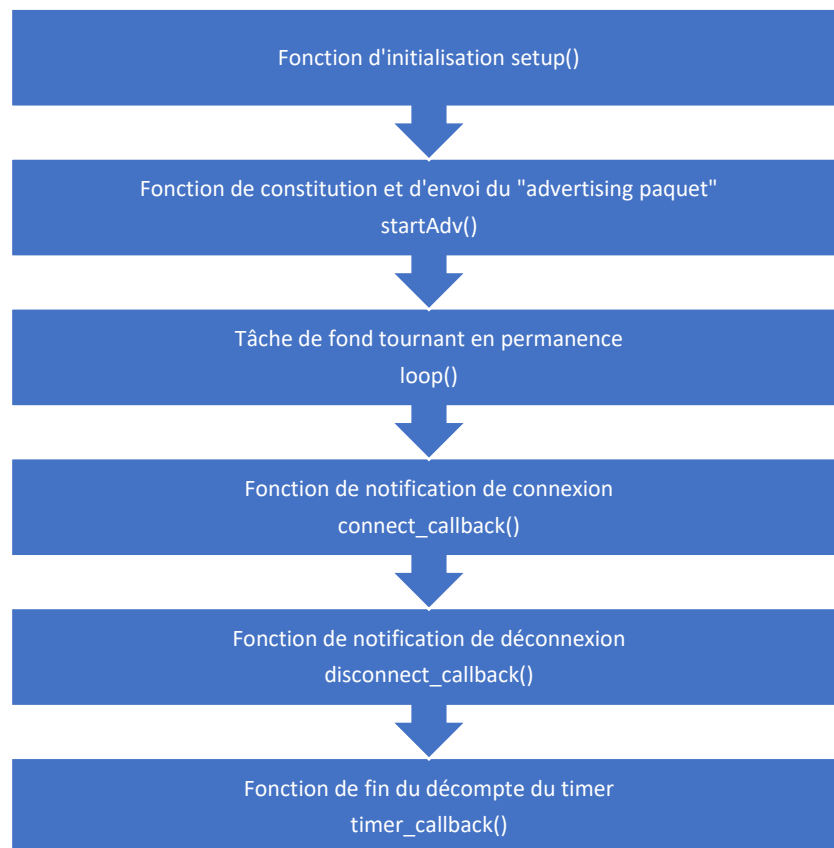 Fonction d'initialisation setup()
Fonction de constitution et d'envoi du "advertising paquet"
startAdv()
Tâche de fond tournant en permanence
loop()
Fonction de notification de connexion
connect_callback()
Fonction de notification de déconnexion
disconnect_callback()
Fonction de fin du décompte du timer
timer_callback()